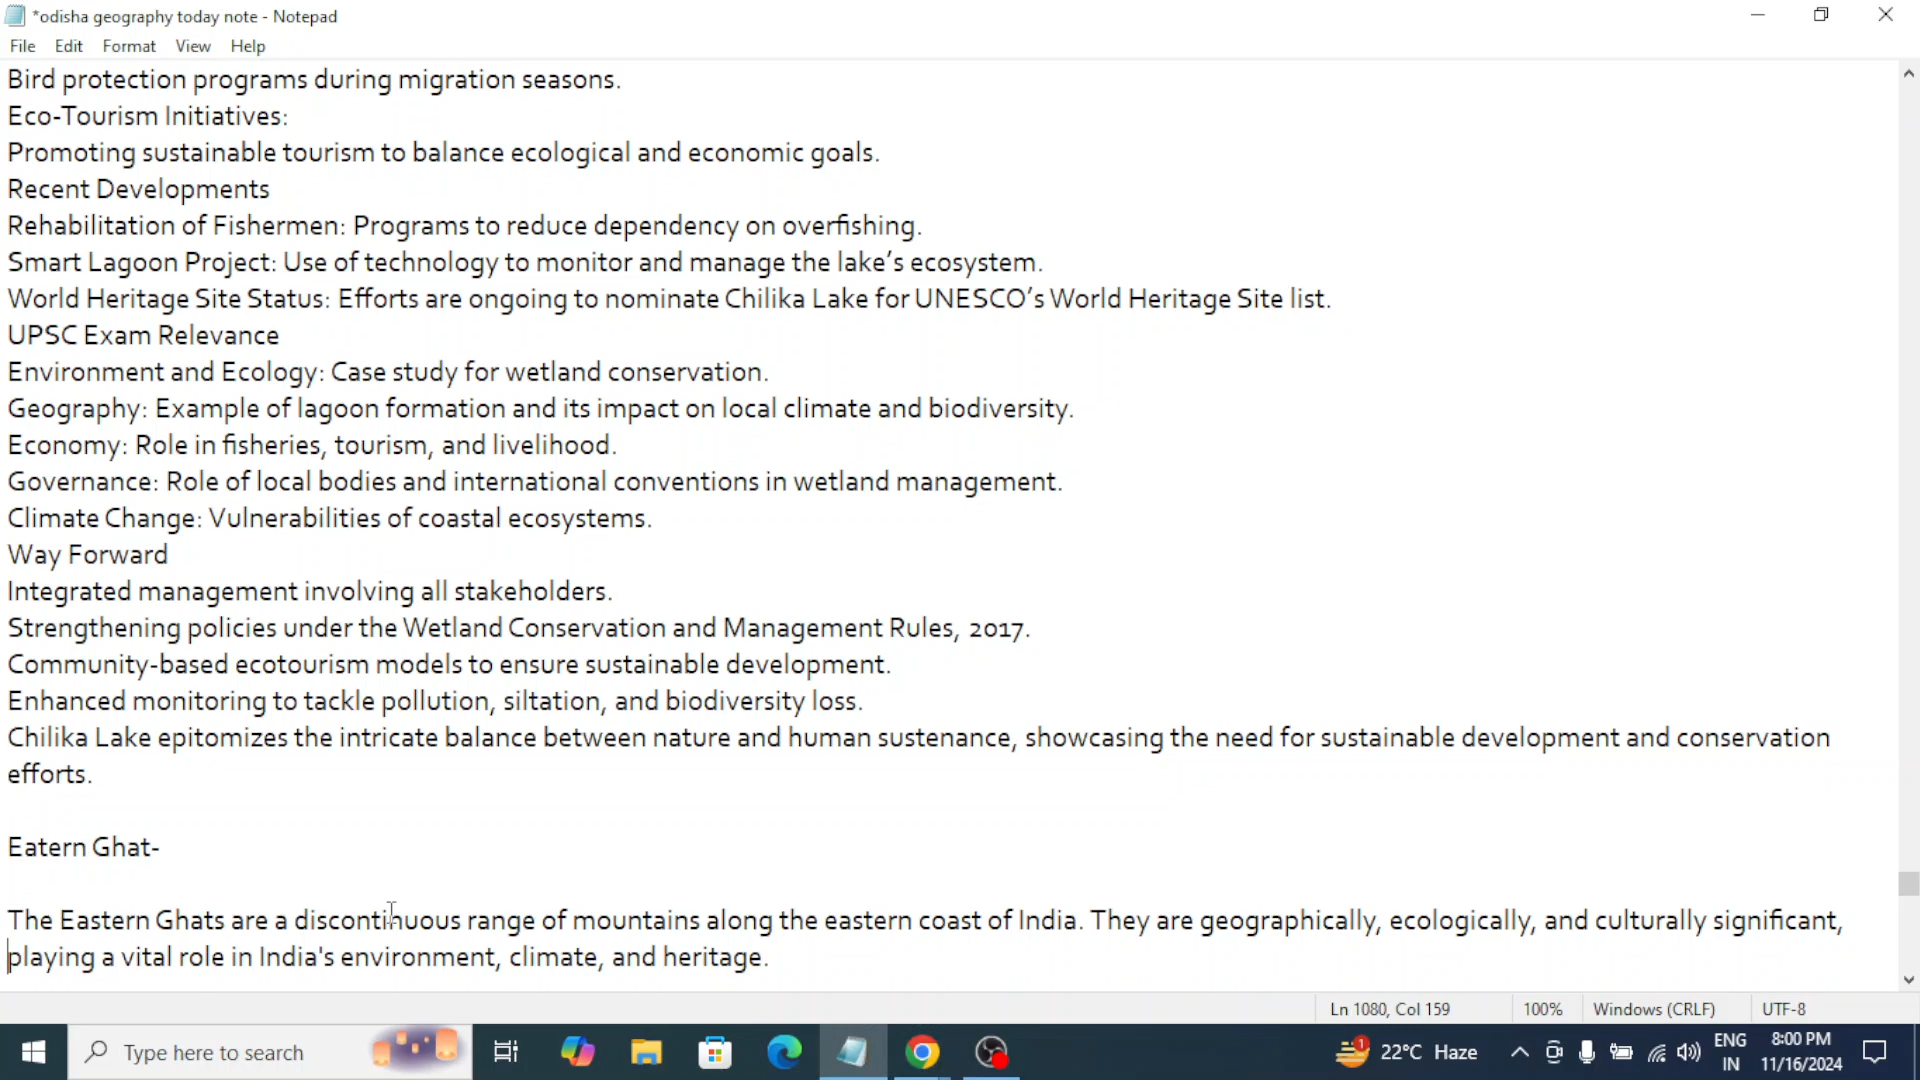 *odisha geography today note - Notepad
File Edit Format View Help
Bird protection programs during migration seasons.
Eco-Tourism Initiatives:
Promoting sustainable tourism to balance ecological and economic goals.
Recent Developments
Rehabilitation of Fishermen: Programs to reduce dependency on overfishing.
Smart Lagoon Project: Use of technology to monitor and manage the lake’s ecosystem.
World Heritage Site Status: Efforts are ongoing to nominate Chilika Lake for UNESCO’s World Heritage Site list.
UPSC Exam Relevance
Environment and Ecology: Case study for wetland conservation.
Geography: Example of lagoon formation and its impact on local climate and biodiversity.
Economy: Role in fisheries, tourism, and livelihood.
Governance: Role of local bodies and international conventions in wetland management.
Climate Change: Vulnerabilities of coastal ecosystems.
Way Forward
Integrated management involving all stakeholders.
Strengthening policies under the Wetland Conservation and Management Rules, 2017.
Community-based ecotourism models to ensure sustainable development.
Enhanced monitoring to tackle pollution, siltation, and biodiversity loss.
Chilika Lake epitomizes the intricate balance between nature and human sustenance, showcasing the need for sustainable development and conservation
efforts.
Eatern Ghat-
The Eastern Ghats are a discontinuous range of mountains along the eastern coast of India. They are geographically, ecologically, and culturally significant,
playing a vital role in India's environment, climate, and heritage.
Ln 1080, Col 159 100% Windows (CRLF) UTF-8
Type here to search 1 22°C Haze ENG 8:00 PM
IN 11/16/2024